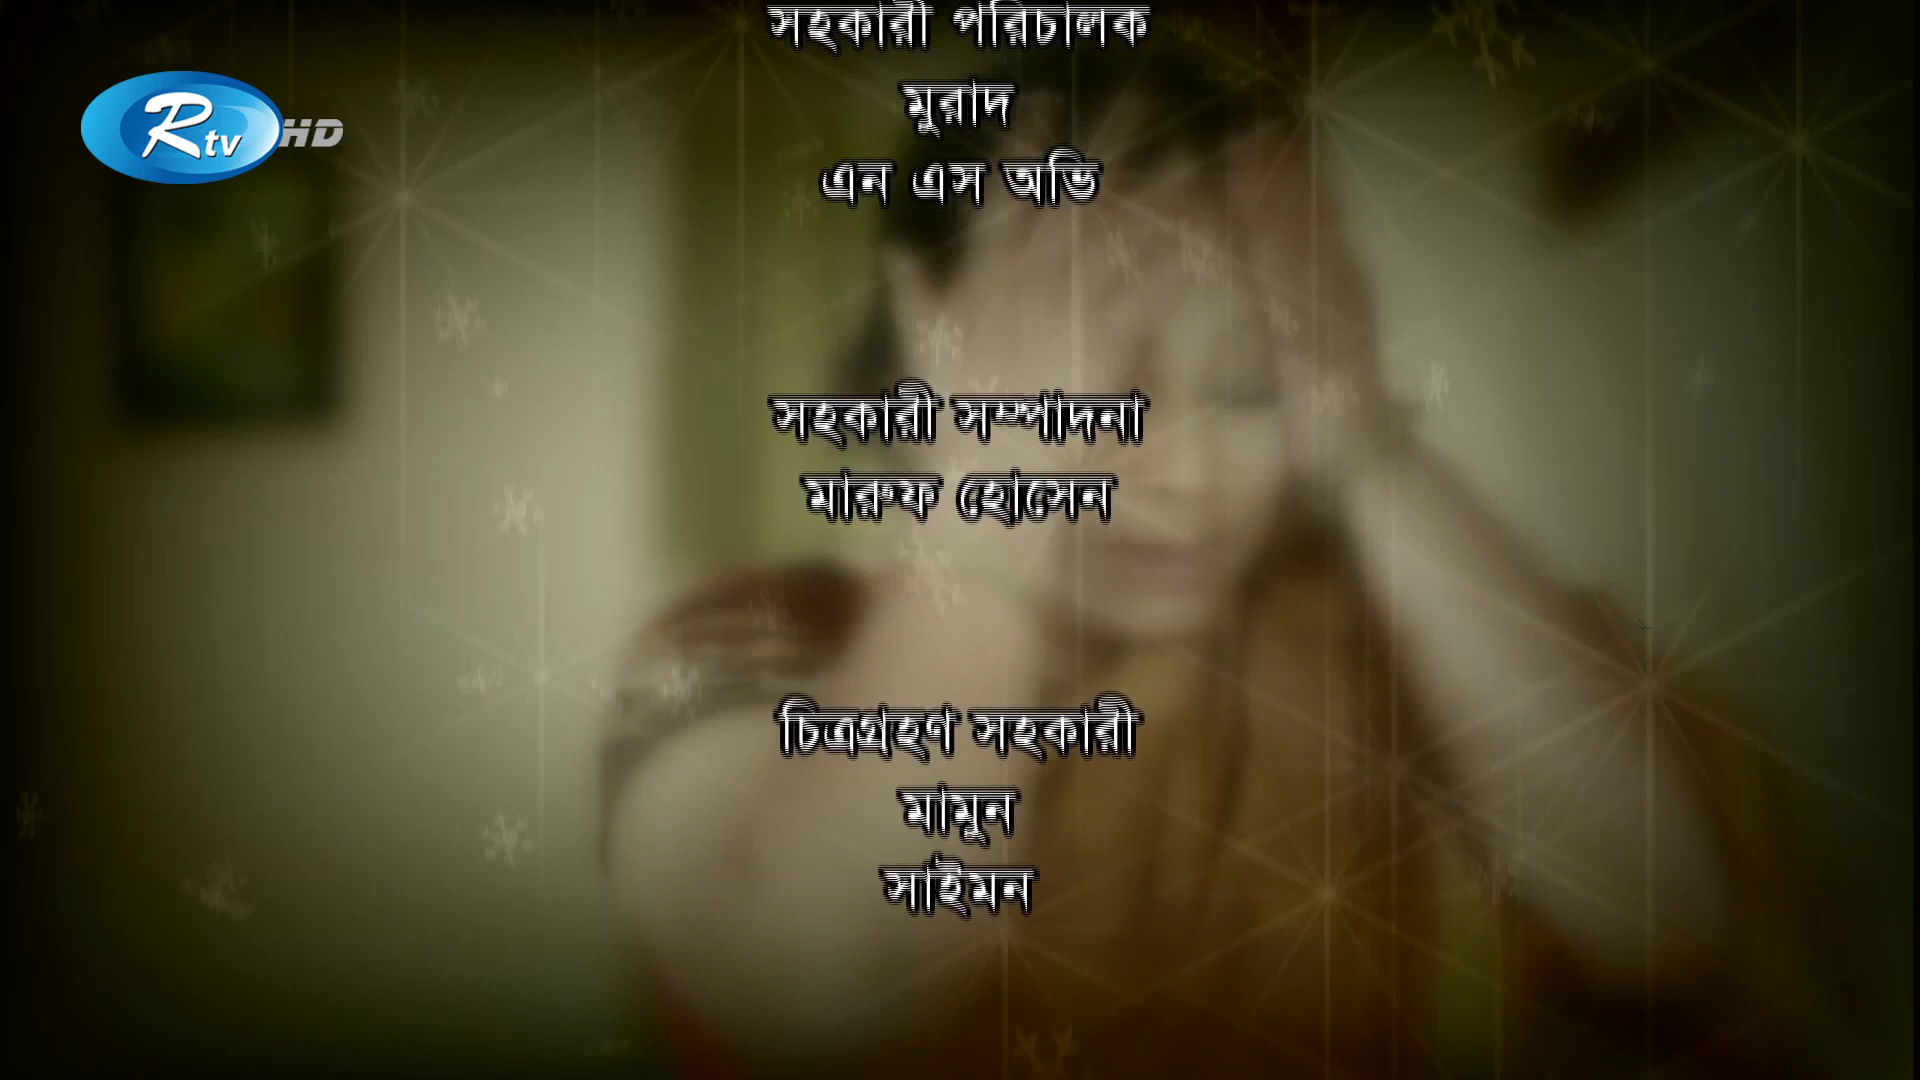 সহকারী পরিচালক
Rtv HD
মুরাদ
এন এস অভি
সহকারী সম্পাদনা
মারুফ হোসেন
চিত্রগ্রহণ সহকারী
মামুন
সাইমন